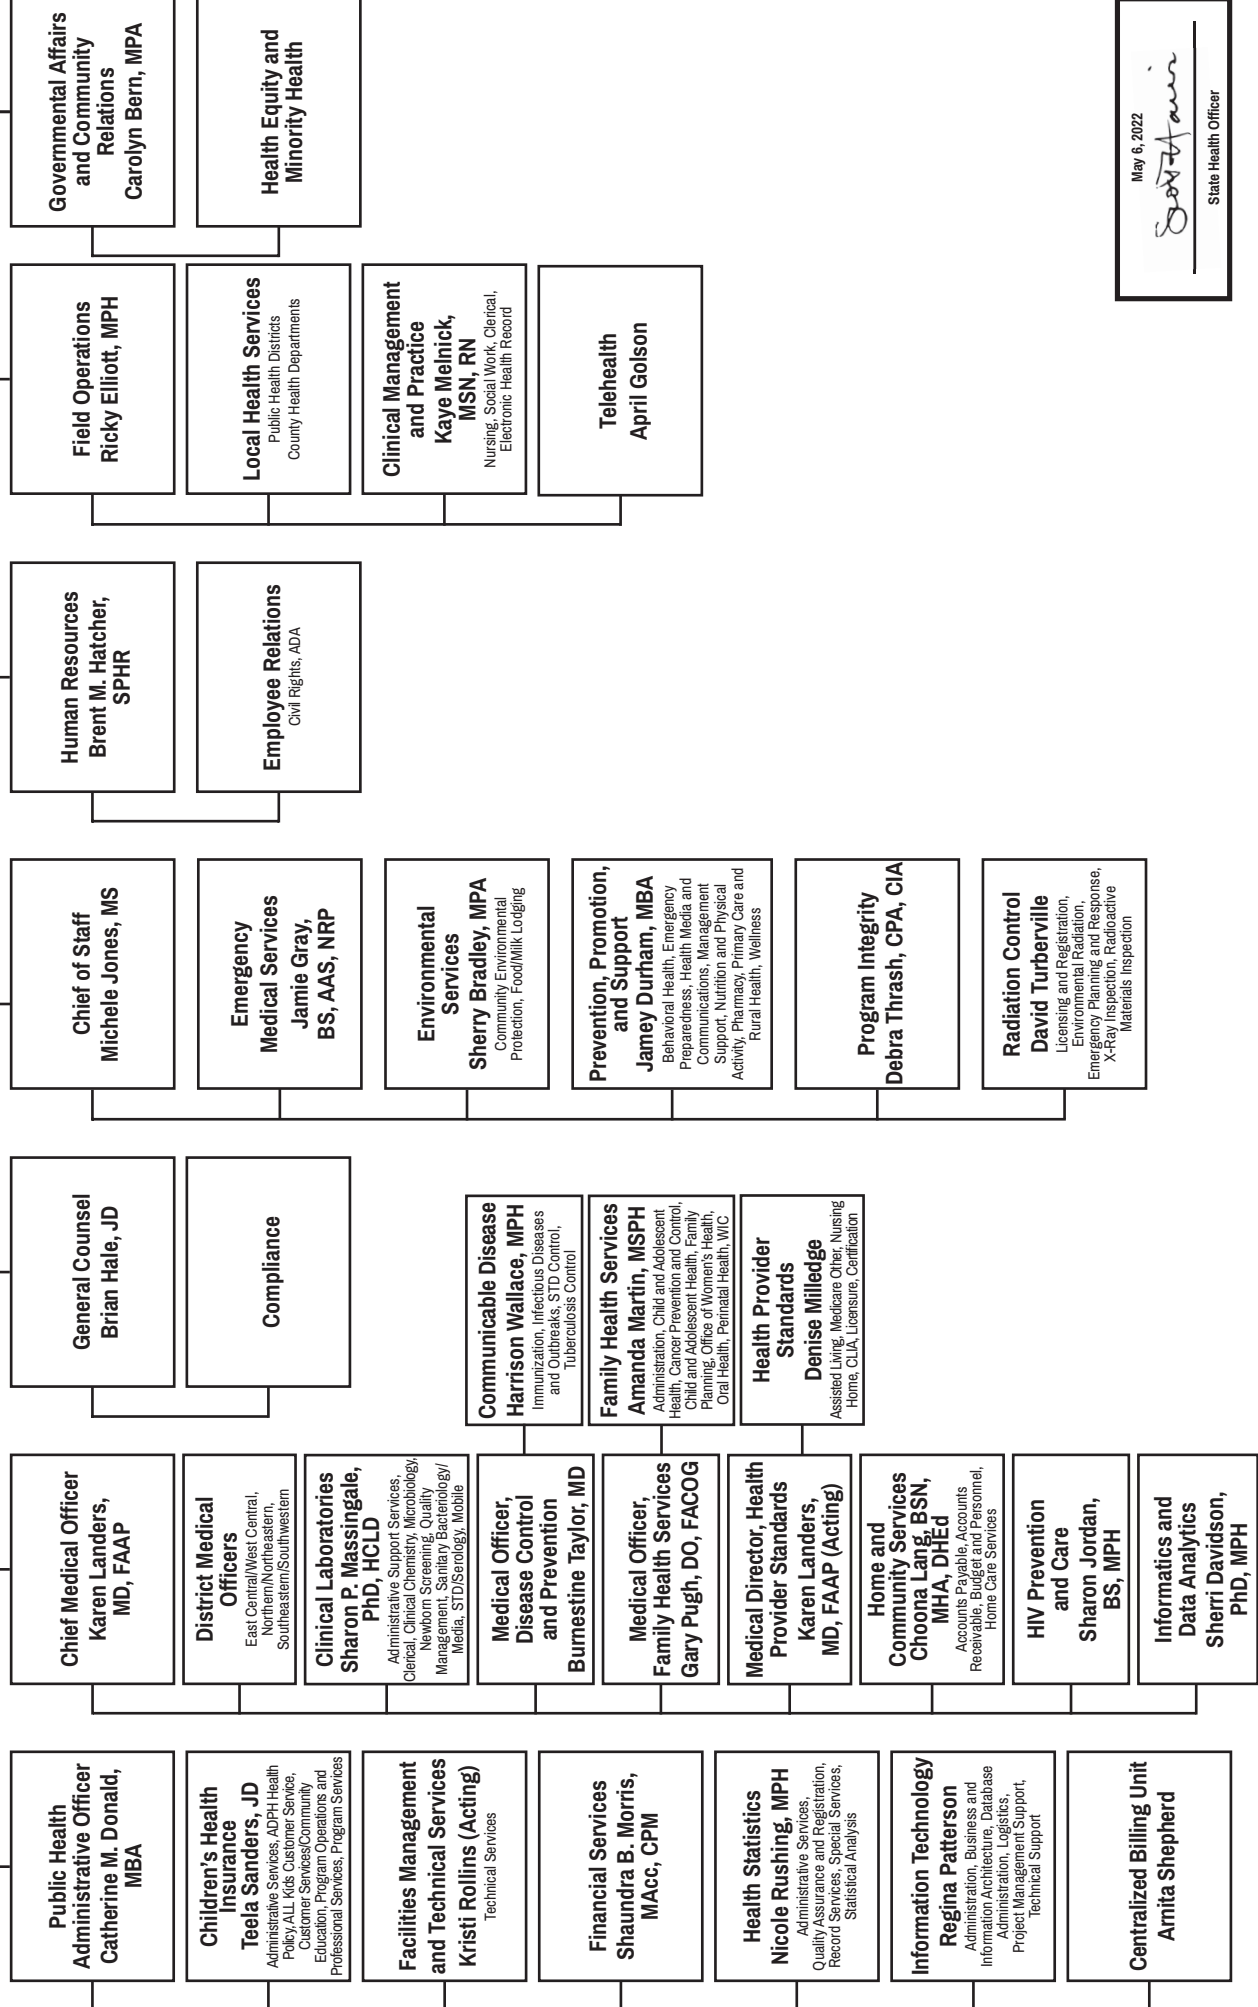 Public Health
Administrative Officer
Catherine M. Donald,
MBA
Children's Health
Insurance
Teela Sanders, JD
Administrative Services, ADPH Health
Policy, ALL Kids Customer Service,
Customer Services/Community
Education, Program Operations and
Professional Services, Program Services
Facilities Management
and Technical Services
Kristi Rollins (Acting)
Technical Services
Financial Services
Shaundra B. Morris,
MAcc, CPM
Health Statistics
Nicole Rushing, MPH
Administrative Services,
Quality Assurance and Registration,
Record Services, Special Services,
Statistical Analysis
Information Technology
Regina Patterson
Administration, Business and
Information Architecture, Database
Administration, Logistics,
Project Management Support,
Technical Support
Centralized Billing Unit
Arnita Shepherd
Chief Medical Officer
Karen Landers,
MD, FAAP
District Medical
Officers
East Central/West Central,
Northern/Northeastern,
Southeastern/Southwestern
Clinical Laboratories
Sharon P. Massingale,
PhD, HCLD
Administrative Support Services,
Clerical, Clinical Chemistry, Microbiology,
Newborn Screening, Quality
Management, Sanitary Bacteriology/
Media, STD/Serology, Mobile
Medical Officer,
Disease Control
and Prevention
Burnestine Taylor, MD
Medical Officer,
Family Health Services
Gary Pugh, DO, FACOG
Medical Director, Health
Provider Standards
Karen Landers,
MD, FAAP (Acting)
Home and
Community Services
Choona Lang, BSN,
MHA, DHEd
Accounts Payable, Accounts
Receivable, Budget and Personnel,
Home Care Services
HIV Prevention
and Care
Sharon Jordan,
BS, MPH
Informatics and
Data Analytics
Sherri Davidson,
PhD, MPH
Communicable Disease
Harrison Wallace, MPH
Immunization, Infectious Diseases
and Outbreaks, STD Control,
Tuberculosis Control
Family Health Services
Amanda Martin, MSPH
Administration, Child and Adolescent
Health, Cancer Prevention and Control,
Child and Adolescent Health, Family
Planning, Office of Women's Health,
Oral Health, Perinatal Health, WIC
Health Provider
Standards
Denise Milledge
Assisted Living, Medicare Other, Nursing
Home, CLIA, Licensure, Certification
General Counsel
Brian Hale, JD
Compliance
Chief of Staff
Michele Jones, MS
Emergency
Medical Services
Jamie Gray,
BS, AAS, NRP
Environmental
Services
Sherry Bradley, MPA
Community Environmental
Protection, Food/Milk Lodging
Prevention, Promotion,
and Support
Jamey Durham, MBA
Behavioral Health, Emergency
Preparedness, Health Media and
Communications, Management
Support, Nutrition and Physical
Activity, Pharmacy, Primary Care and
Rural Health, Wellness
Program Integrity
Debra Thrash, CPA, CIA
Radiation Control
David Turberville
Licensing and Registration,
Environmental Radiation,
Emergency Planning and Response,
X-Ray Inspection, Radioactive
Materials Inspection
Human Resources
Brent M. Hatcher,
SPHR
Employee Relations
Civil Rights, ADA
Field Operations
Ricky Elliott, MPH
Local Health Services
Public Health Districts
County Health Departments
Clinical Management
and Practice
Kaye Melnick,
MSN, RN
Nursing, Social Work, Clerical,
Electronic Health Record
Telehealth
April Golson
Governmental Affairs
and Community
Relations
Carolyn Bern, MPA
Health Equity and
Minority Health
May 6, 2022
Scott Harris
State Health Officer